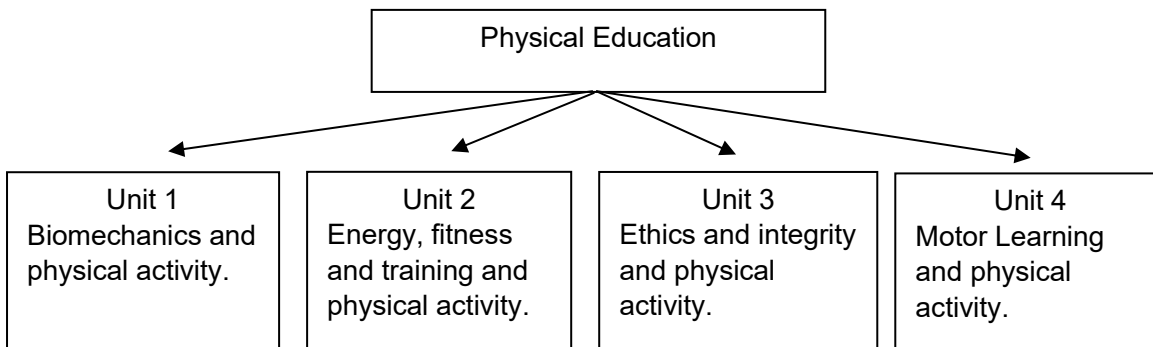 Physical Education
Unit 1
Biomechanics and
physical activity.
Unit 2
Energy, fitness
and training and
physical activity.
Unit 3
Ethics and integrity
and physical
activity.
Unit 4
Motor Learning
and physical
activity.